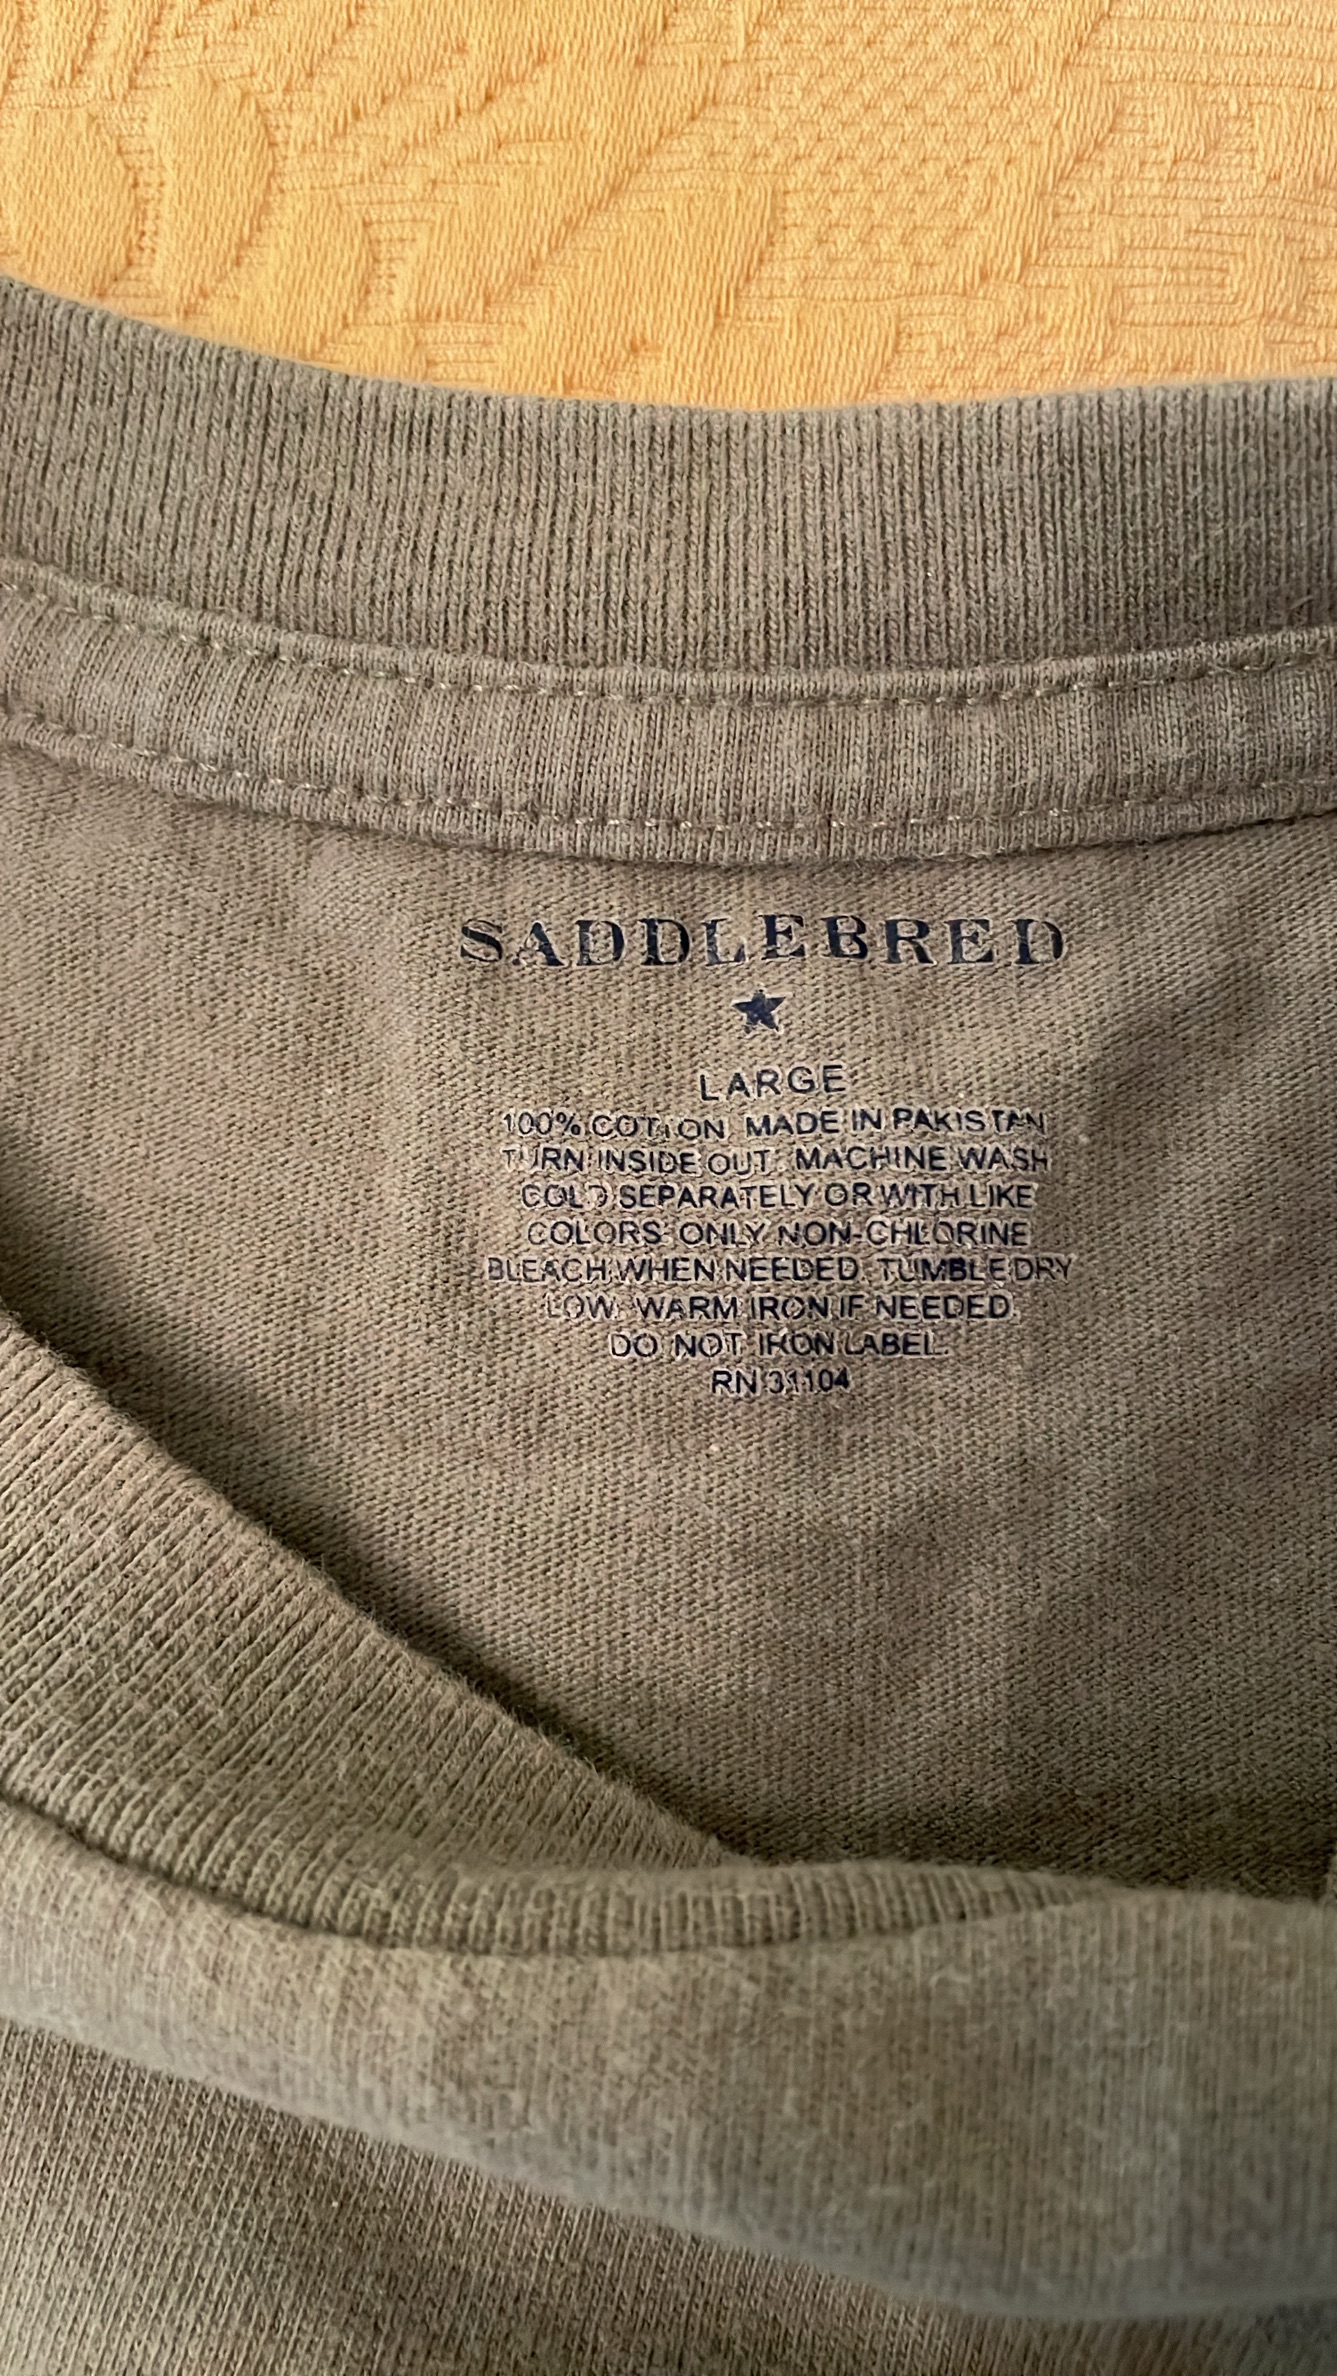 SADDLEBRED
LARGE
100% COTTON MADE IN PAKISTAN
TURN INSIDE OUT. MACHINE WASH
COLD SEPARATELY OR WITH LIKE
COLORS. ONLY NON-CHLORINE
BLEACH WHEN NEEDED. TUMBLE DRY
LOW. WARM IRON IF NEEDED.
DO NOT IRON LABEL.
RN 31104